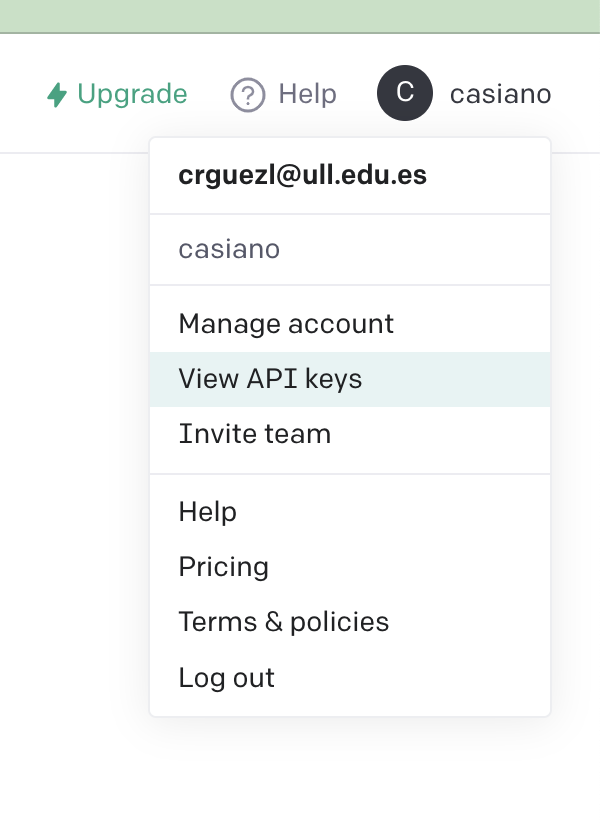 Upgrade Help C casiano
crguezl@ull.edu.es
casiano
Manage account
View API keys
Invite team
Help
Pricing
Terms & policies
Log out